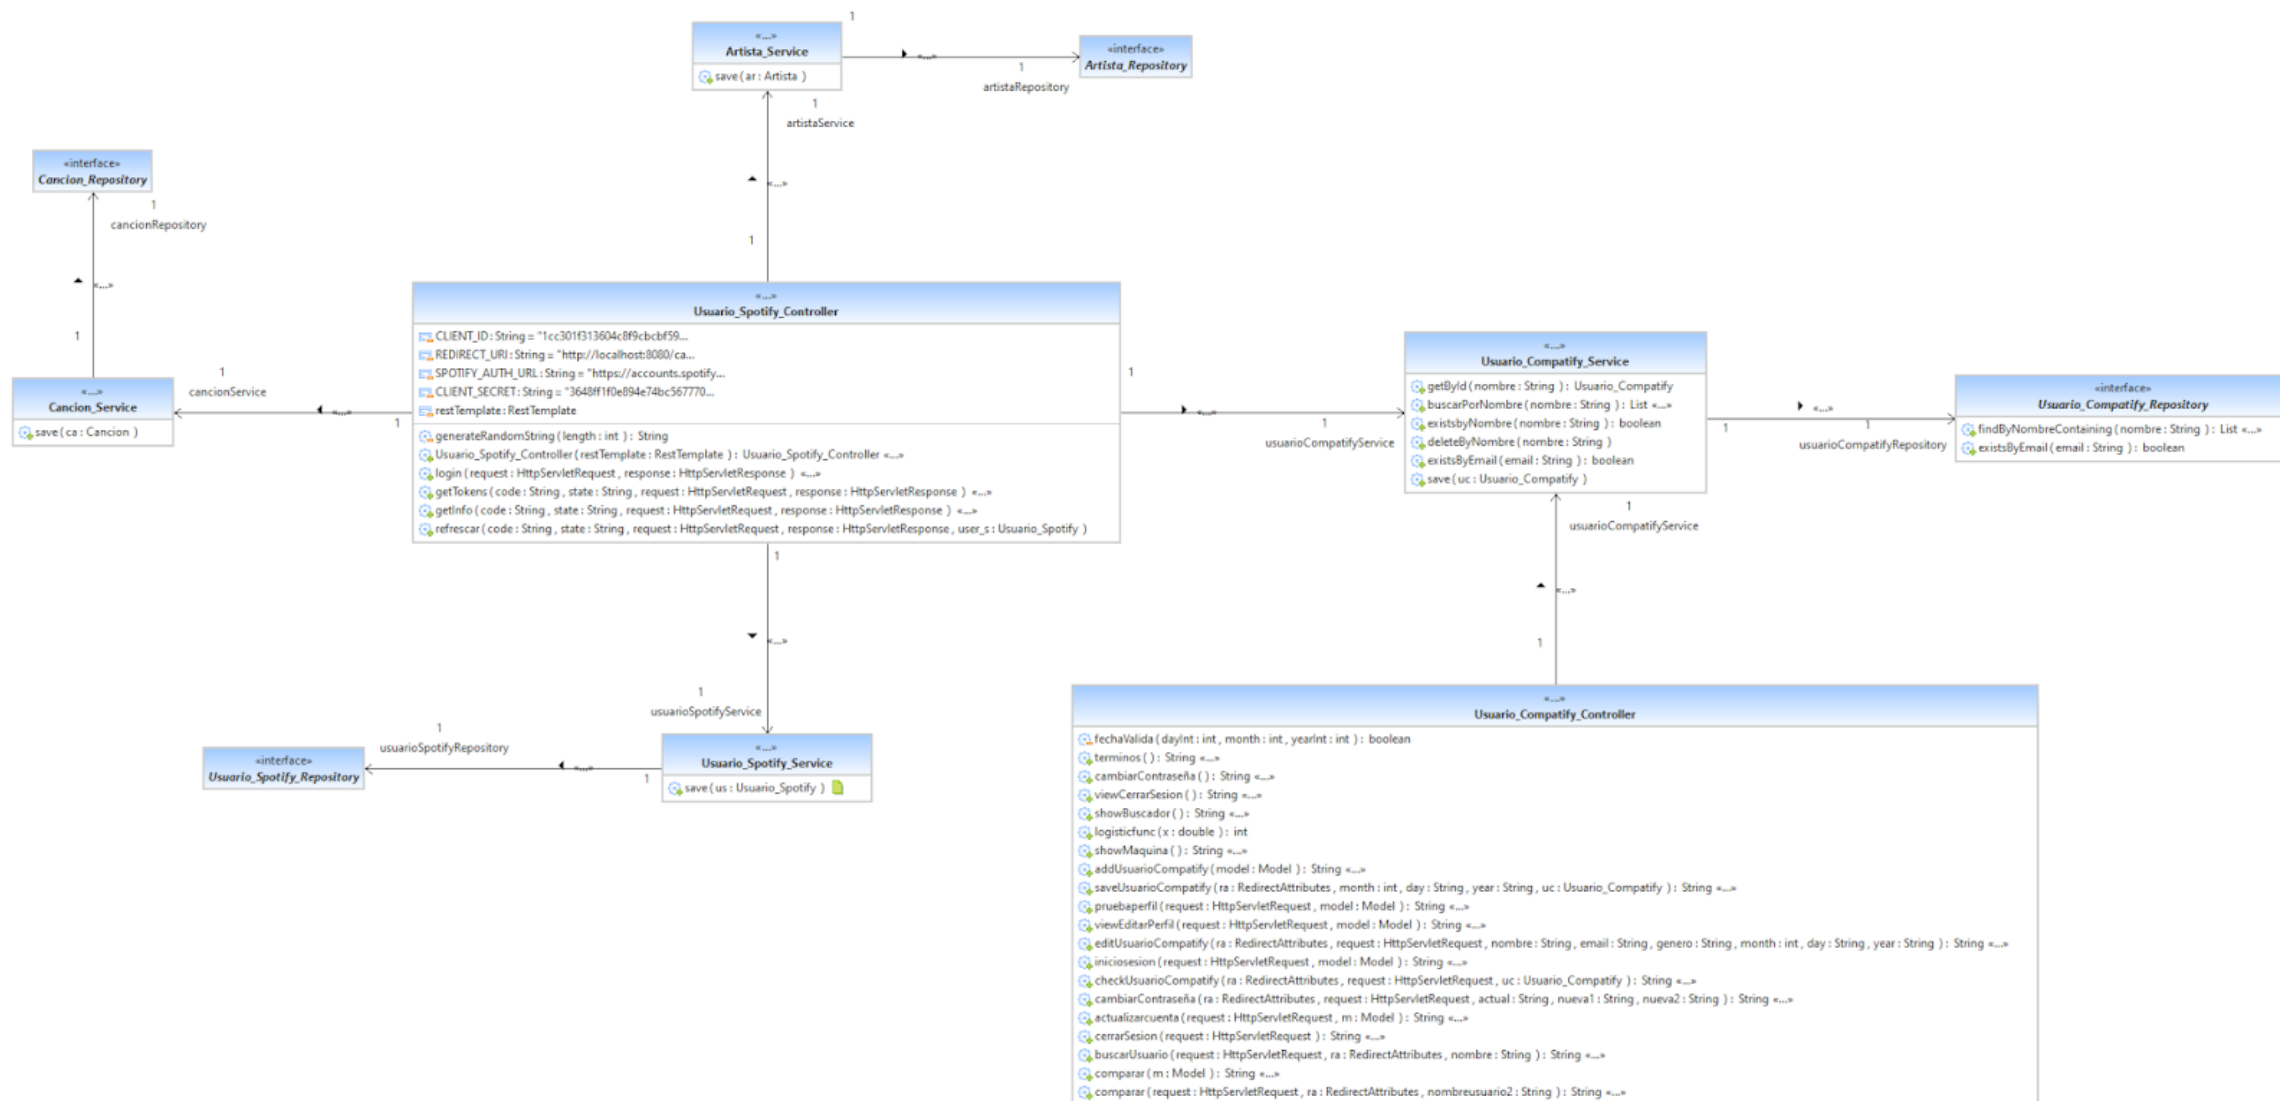 «...»
Artista_Service
save ( ar : Artista )
1
«...»
1
artistaRepository
«interface»
Artista_Repository
1
artistaService
«...»
1
«interface»
Cancion_Repository
1
cancionRepository
«...»
1
«...»
Cancion_Service
save ( ca : Cancion )
1
cancionService
«...»
1
«...»
Usuario_Spotify_Controller
CLIENT_ID : String = "1cc301f313604c8f9cbcbf59...
REDIRECT_URI : String = "http://localhost:8080/ca...
SPOTIFY_AUTH_URL : String = "https://accounts.spotify...
CLIENT_SECRET : String = "3648ff1f0e894e74bc567770...
restTemplate : RestTemplate
generateRandomString ( length : int ) : String
Usuario_Spotify_Controller ( restTemplate : RestTemplate ) : Usuario_Spotify_Controller «...»
login ( request : HttpServletRequest , response : HttpServletResponse ) «...»
getTokens ( code : String , state : String , request : HttpServletRequest , response : HttpServletResponse ) «...»
getInfo ( code : String , state : String , request : HttpServletRequest , response : HttpServletResponse ) «...»
refrescar ( code : String , state : String , request : HttpServletRequest , response : HttpServletResponse , user_s : Usuario_Spotify )
1
«...»
1
usuarioCompatifyService
«...»
Usuario_Compatify_Service
getById ( nombre : String ) : Usuario_Compatify
buscarPorNombre ( nombre : String ) : List «...»
existsbyNombre ( nombre : String ) : boolean
deleteByNombre ( nombre : String )
existsByEmail ( email : String ) : boolean
save ( uc : Usuario_Compatify )
1
«...»
1
usuarioCompatifyRepository
«interface»
Usuario_Compatify_Repository
findByNombreContaining ( nombre : String ) : List «...»
existsByEmail ( email : String ) : boolean
1
usuarioCompatifyService
«...»
1
1
«...»
1
usuarioSpotifyService
«...»
Usuario_Spotify_Service
save ( us : Usuario_Spotify )
1
«...»
1
usuarioSpotifyRepository
«interface»
Usuario_Spotify_Repository
«...»
Usuario_Compatify_Controller
fechaValida ( dayInt : int , month : int , yearInt : int ) : boolean
terminos ( ) : String «...»
cambiarContraseña ( ) : String «...»
viewCerrarSesion ( ) : String «...»
showBuscador ( ) : String «...»
logisticfunc ( x : double ) : int
showMaquina ( ) : String «...»
addUsuarioCompatify ( model : Model ) : String «...»
saveUsuarioCompatify ( ra : RedirectAttributes , month : int , day : String , year : String , uc : Usuario_Compatify ) : String «...»
pruebaperfil ( request : HttpServletRequest , model : Model ) : String «...»
viewEditarPerfil ( request : HttpServletRequest , model : Model ) : String «...»
editUsuarioCompatify ( ra : RedirectAttributes , request : HttpServletRequest , nombre : String , email : String , genero : String , month : int , day : String , year : String ) : String «...»
iniciosesion ( request : HttpServletRequest , model : Model ) : String «...»
checkUsuarioCompatify ( ra : RedirectAttributes , request : HttpServletRequest , uc : Usuario_Compatify ) : String «...»
cambiarContraseña ( ra : RedirectAttributes , request : HttpServletRequest , actual : String , nueva1 : String , nueva2 : String ) : String «...»
actualizarcuenta ( request : HttpServletRequest , m : Model ) : String «...»
cerrarSesion ( request : HttpServletRequest ) : String «...»
buscarUsuario ( request : HttpServletRequest , ra : RedirectAttributes , nombre : String ) : String «...»
comparar ( m : Model ) : String «...»
comparar ( request : HttpServletRequest , ra : RedirectAttributes , nombreusuario2 : String ) : String «...»